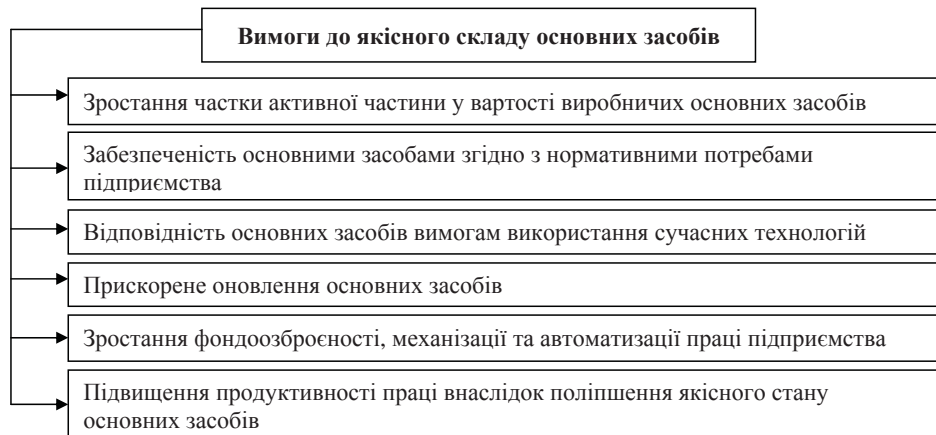 Вимоги до якісного складу основних засобів
Зростання частки активної частини у вартості виробничих основних засобів
Забезпеченість основними засобами згідно з нормативними потребами
підприємства
Відповідність основних засобів вимогам використання сучасних технологій
Прискорене оновлення основних засобів
Зростання фондоозброєності, механізації та автоматизації праці підприємства
Підвищення продуктивності праці внаслідок поліпшення якісного стану
основних засобів